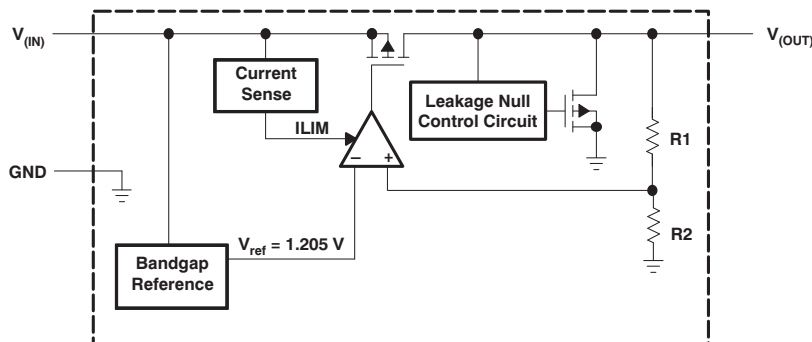 V(IN)
V(OUT)
Current
Sense
Leakage Null
Control Circuit
ILIM
R1
GND
– +
R2
Vref = 1.205 V
Bandgap
Reference